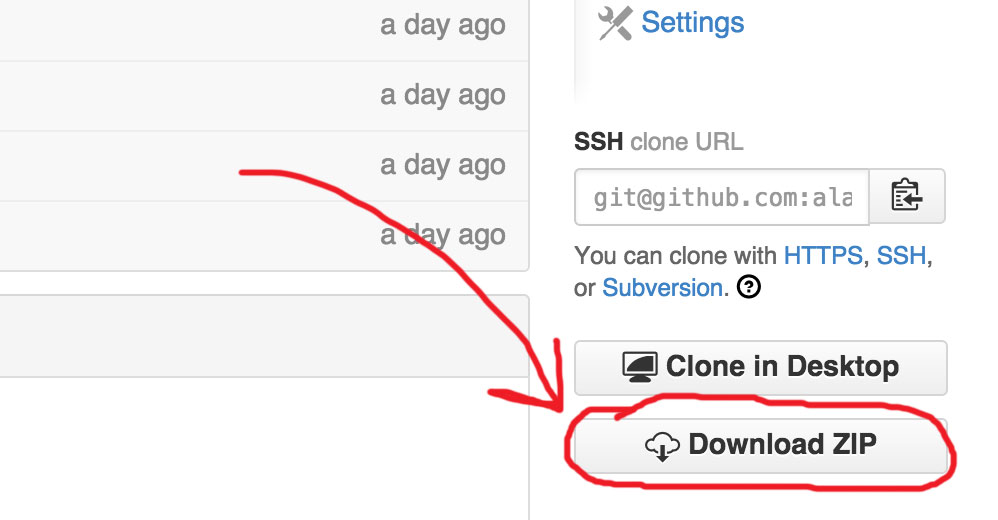 a day ago
a day ago
a day ago
a day ago
Settings
SSH clone URL
git@github.com:ala
You can clone with HTTPS, SSH,
or Subversion. ?
Clone in Desktop
Download ZIP